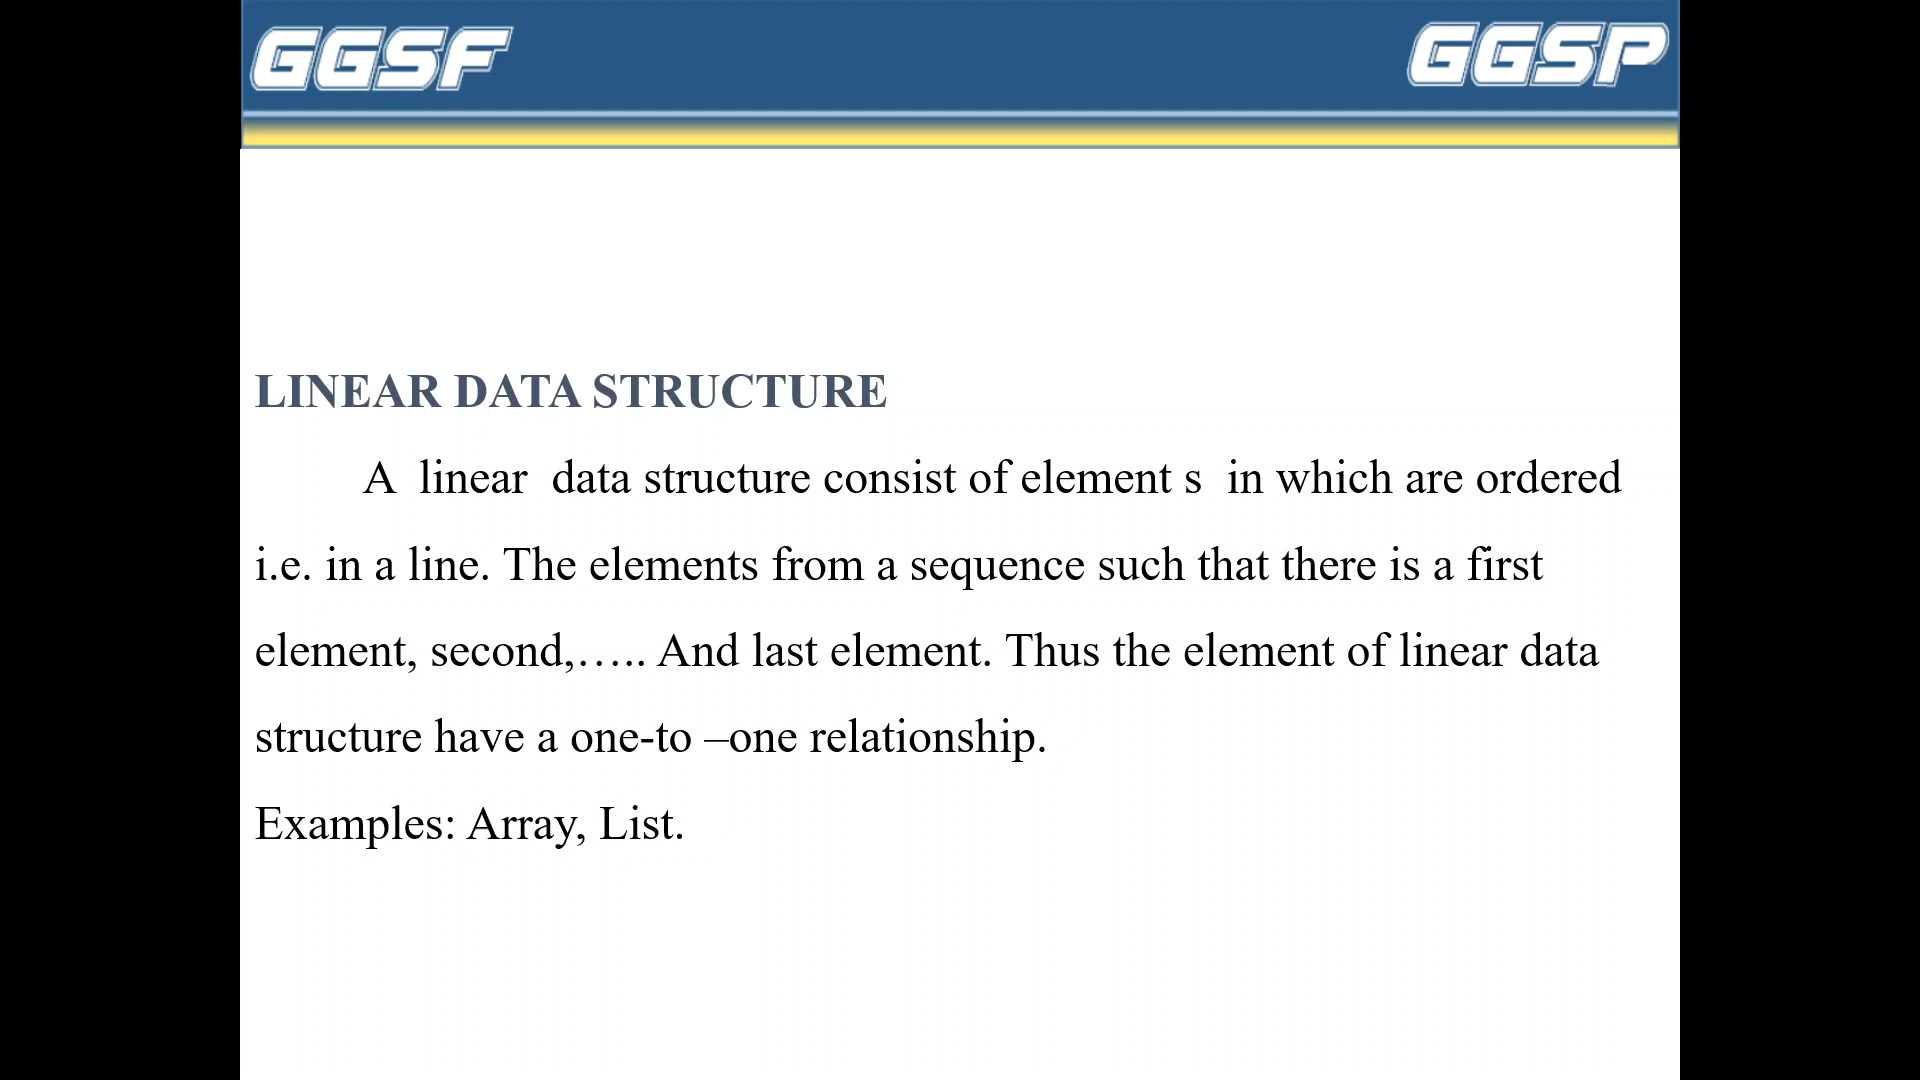 GGSF GGSP
LINEAR DATA STRUCTURE
A linear data structure consist of element s in which are ordered
i.e. in a line. The elements from a sequence such that there is a first
element, second,….. And last element. Thus the element of linear data
structure have a one-to –one relationship.
Examples: Array, List.